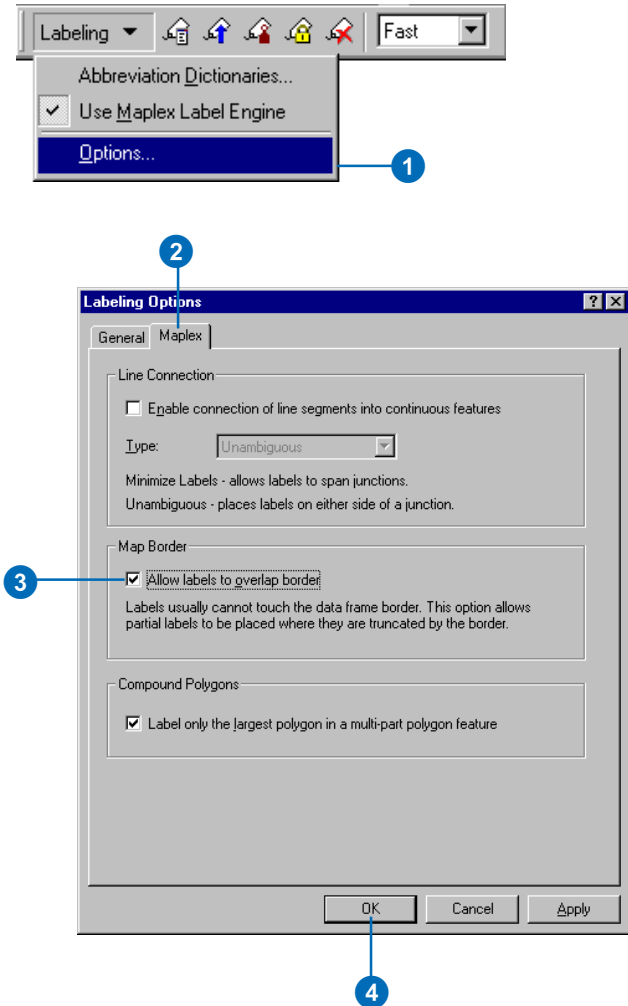 Labeling Fast
Abbreviation Dictionaries...
Use Maplex Label Engine
Options...
1
2
Labeling Options
General Maplex
Line Connection
Enable connection of line segments into continuous features
Type: Unambiguous
Minimize Labels - allows labels to span junctions.
Unambiguous - places labels on either side of a junction.
Map Border
3
Allow labels to overlap border
Labels usually cannot touch the data frame border. This option allows
partial labels to be placed where they are truncated by the border.
Compound Polygons
Label only the largest polygon in a multi-part polygon feature
OK Cancel Apply
4